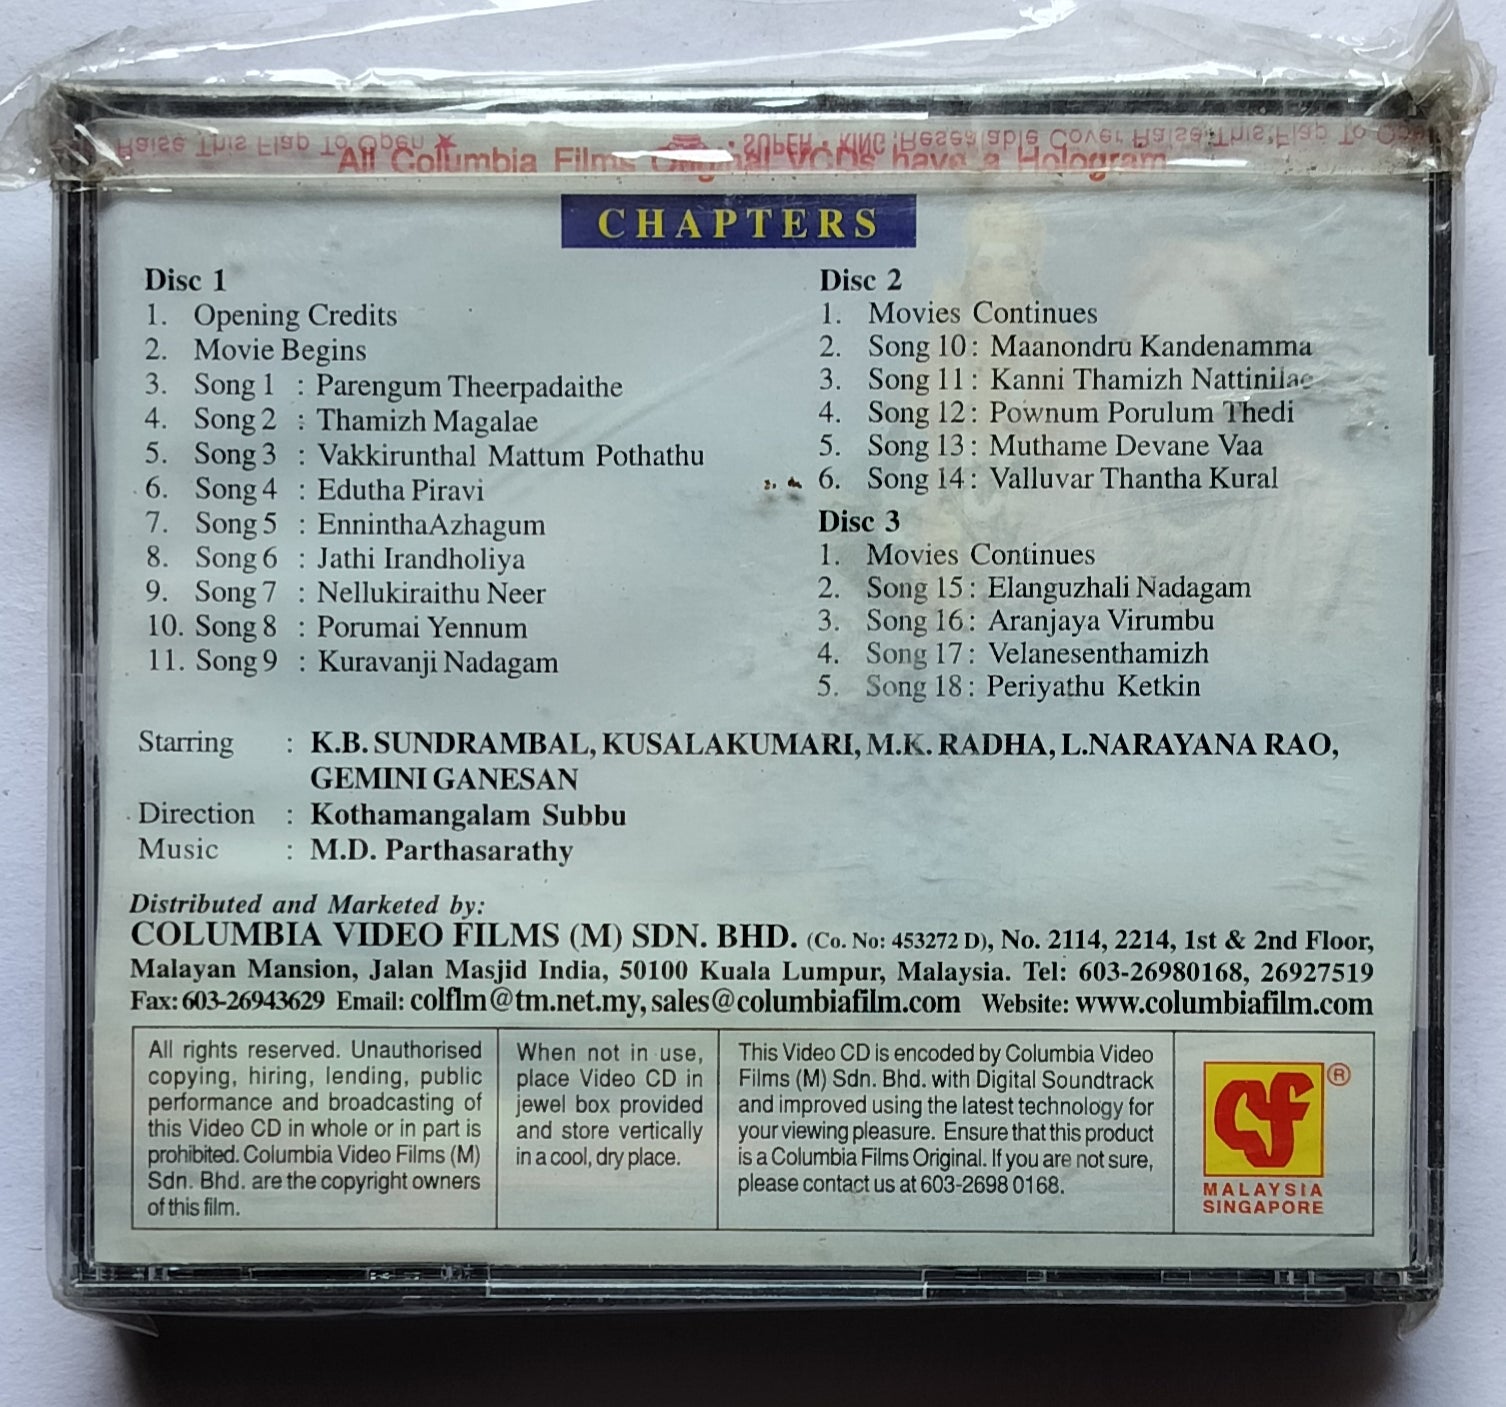 Raise This Flap To Open ★ SUPER • KING Resealable Cover Raise This Flap To
All Columbia Films Original VCDs have a Hologram
CHAPTERS
Disc 1
1. Opening Credits
2. Movie Begins
3. Song 1 : Parengum Theerpadaithe
4. Song 2 : Thamizh Magalae
5. Song 3 : Vakkirunthal Mattum Pothathu
6. Song 4 : Edutha Piravi
7. Song 5 : EnninthaAzhagum
8. Song 6 : Jathi Irandholiya
9. Song 7 : Nellukiraithu Neer
10. Song 8 : Porumai Yennum
11. Song 9 : Kuravanji Nadagam
Disc 2
1. Movies Continues
2. Song 10 : Maanondru Kandenamma
3. Song 11 : Kanni Thamizh Nattinilae
4. Song 12 : Pownum Porulum Thedi
5. Song 13 : Muthame Devane Vaa
6. Song 14 : Valluvar Thantha Kural
Disc 3
1. Movies Continues
2. Song 15 : Elanguzhali Nadagam
3. Song 16 : Aranjaya Virumbu
4. Song 17 : Velanesenthamizh
5. Song 18 : Periyathu Ketkin
Starring : K.B. SUNDRAMBAL, KUSALAKUMARI, M.K. RADHA, L.NARAYANA RAO,
GEMINI GANESAN
Direction : Kothamangalam Subbu
Music : M.D. Parthasarathy
Distributed and Marketed by:
COLUMBIA VIDEO FILMS (M) SDN. BHD. (Co. No: 453272 D), No. 2114, 2214, 1st & 2nd Floor,
Malayan Mansion, Jalan Masjid India, 50100 Kuala Lumpur, Malaysia. Tel: 603-26980168, 26927519
Fax: 603-26943629 Email: colflm@tm.net.my, sales@columbiafilm.com Website: www.columbiafilm.com
All rights reserved. Unauthorised
copying, hiring, lending, public
performance and broadcasting of
this Video CD in whole or in part is
prohibited. Columbia Video Films (M)
Sdn. Bhd. are the copyright owners
of this film.
When not in use,
place Video CD in
jewel box provided
and store vertically
in a cool, dry place.
This Video CD is encoded by Columbia Video
Films (M) Sdn. Bhd. with Digital Soundtrack
and improved using the latest technology for
your viewing pleasure. Ensure that this product
is a Columbia Films Original. If you are not sure,
please contact us at 603-2698 0168.
cf ®
MALAYSIA
SINGAPORE